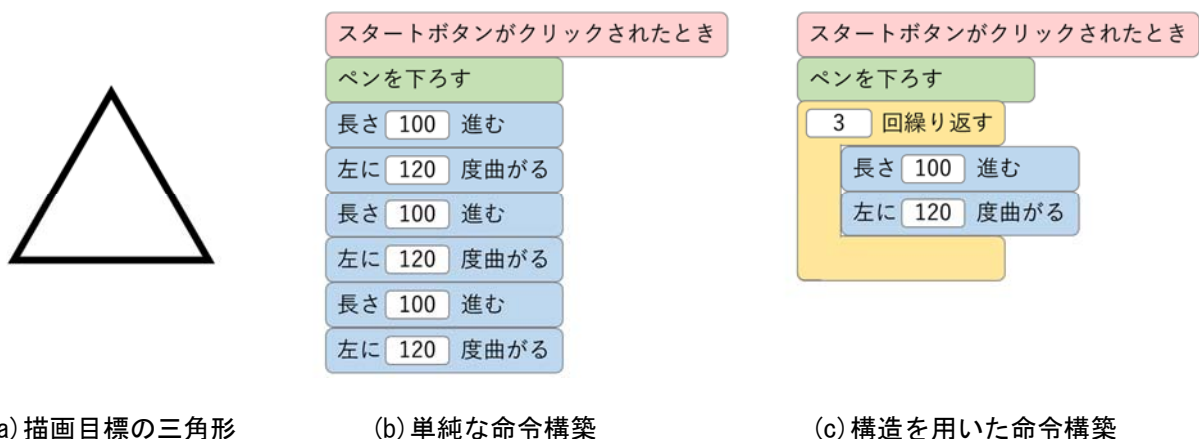 スタートボタンがクリックされたとき
ペンを下ろす
長さ 100 進む
左に 120 度曲がる
長さ 100 進む
左に 120 度曲がる
長さ 100 進む
左に 120 度曲がる
スタートボタンがクリックされたとき
ペンを下ろす
3 回繰り返す
長さ 100 進む
左に 120 度曲がる
a)描画目標の三角形
(b)単純な命令構築
(c)構造を用いた命令構築